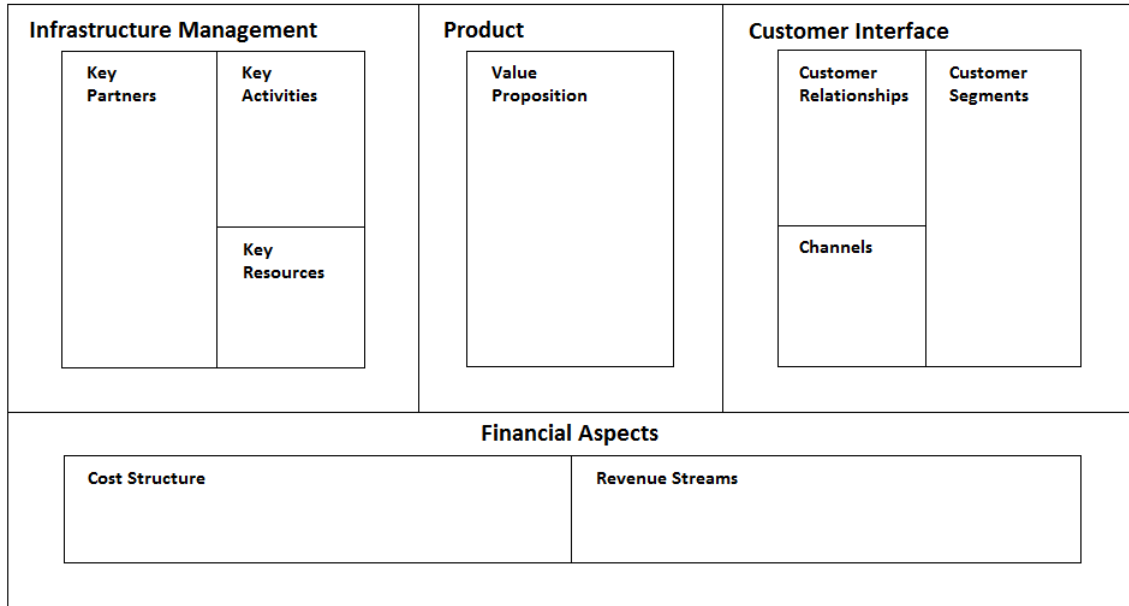 Infrastructure Management
Key
Partners
Key
Activities
Key
Resources
Product
Value
Proposition
Customer Interface
Customer
Relationships
Channels
Customer
Segments
Financial Aspects
Cost Structure
Revenue Streams